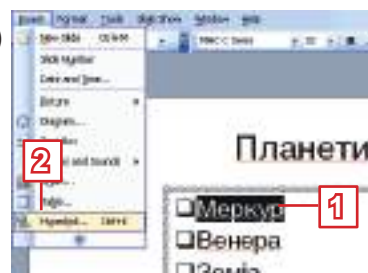 Insert Format Tools Slide Show Window Help
New Slide Ctrl+M
Slide Number
Date and Time...
Picture
Diagram...
and Sounds
2
Table...
Hyperlink... Ctrl+K
Планети
Меркур
1
Венера
Земја